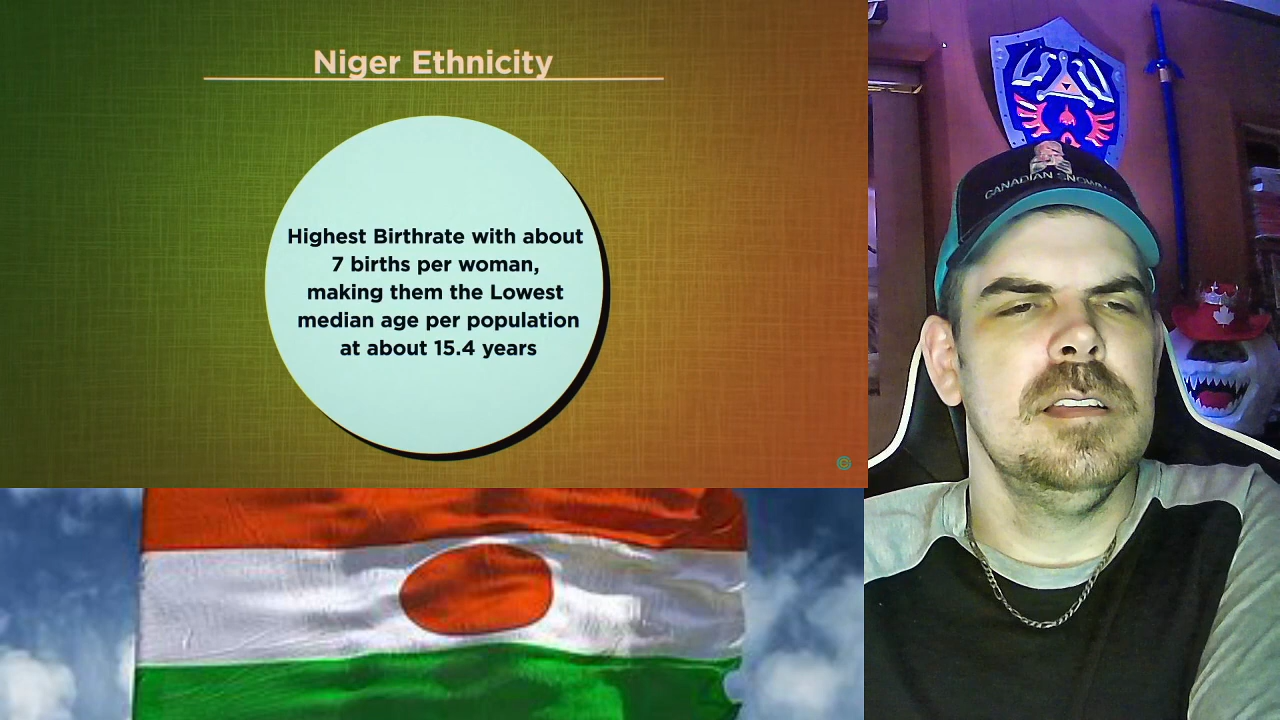 Niger Ethnicity
Highest Birthrate with about
7 births per woman,
making them the Lowest
median age per population
at about 15.4 years
©
CANADIAN